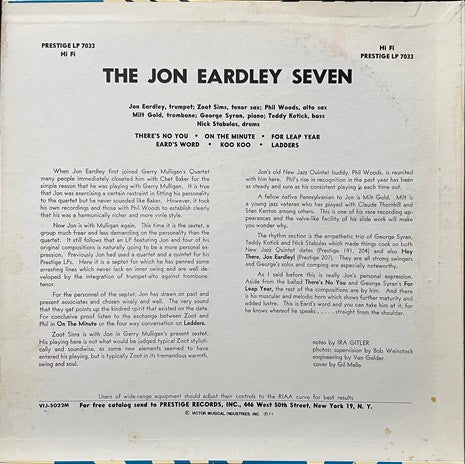 PRESTIGE LP 7033
Hi Fi
Hi Fi
PRESTIGE LP 7033
THE JON EARDLEY SEVEN
Jon Eardley, trumpet; Zoot Sims, tenor sax; Phil Woods, alto sax
Milt Gold, trombone; George Syran, piano; Teddy Kotick, bass
Nick Stabulas, drums
THERE'S NO YOU • ON THE MINUTE • FOR LEAP YEAR
EARD'S WORD • KOO KOO • LADDERS
When Jon Eardley first joined Gerry Mulligan's Quartet
many people immediately closeted him with Chet Baker for the
simple reason that he was playing with Gerry Mulligan. It is true
that Jon was exercising a certain restraint in fitting his personality
to the quartet but he never sounded like Baker. However, it took
his own recordings and those with Phil Woods to establish clearly
that his was a harmonically richer and more virile style.
Now Jon is with Mulligan again. This time it is the sextet, a
group much freer and less demanding on the personality than the
quartet. It still follows that an LP featuring Jon and four of his
original compositions is naturally going to be a more personal ex-
pression. Previously Jon had used a quartet and a quintet for his
Prestige LPs. Here it is a septet for which he has penned some
arresting lines which never lack an inner swing and are well de-
veloped by the integration of trumpet-alto against trombone-
tenor.
For the personnel of the septet, Jon has drawn on past and
present associates and chosen wisely and well. The very sound
that they get points up the kindred spirit that existed on the date.
For conclusive proof listen to the exchange between Zoot and
Phil in On The Minute or the four way conversation on Ladders.
Zoot Sims is with Jon in Gerry Mulligan's present sextet.
His playing here is not what would be judged typical Zoot stylisti-
cally and soundwise, as some new elements seemed to have
entered his playing, but is typically Zoot in its tremendous warmth,
swing and soul.
Jon's old New Jazz Quintet buddy, Phil Woods, is reunited
with him here. Phil's rise in recognition in the past year has been
as steady and sure as his consistent playing each time out.
A fellow native Pennsylvanian to Jon is Milt Gold. Milt is
a young jazz veteran who has played with Claude Thornhill and
Stan Kenton among others. This is one of his rare recording ap-
pearances and the valve-like facility of his slide work will make
you wonder why.
The rhythm section is the empathetic trio of George Syran,
Teddy Kotick and Nick Stabulas which made things cook on both
New Jazz Quintet dates (Prestige 191, 204) and also Hey
There, Jon Eardley! (Prestige 207). They are all strong swingers
and George's solos and comping are especially noteworthy.
As I said before this is really Jon's personal expression.
Aside from the ballad There's No You and George Syran's For
Leap Year, the rest of the compositions are by him. And there
is his muscular and melodic horn which shows further maturity and
added lustre. This is Eard's word and you can take him at it, for
he knows whereof he speaks ...... straight from the shoulder.
notes by IRA GITLER
photos: supervision by Bob Weinstock
engineering by Van Gelder
cover by Gil Mella
Users of wide-range equipment should adjust their controls to the RIAA curve for best results
VIJ-5022M
For free catalog send to PRESTIGE RECORDS, INC., 446 West 50th Street, New York 19, N. Y.
© VICTOR MUSICAL INDUSTRIES, INC.